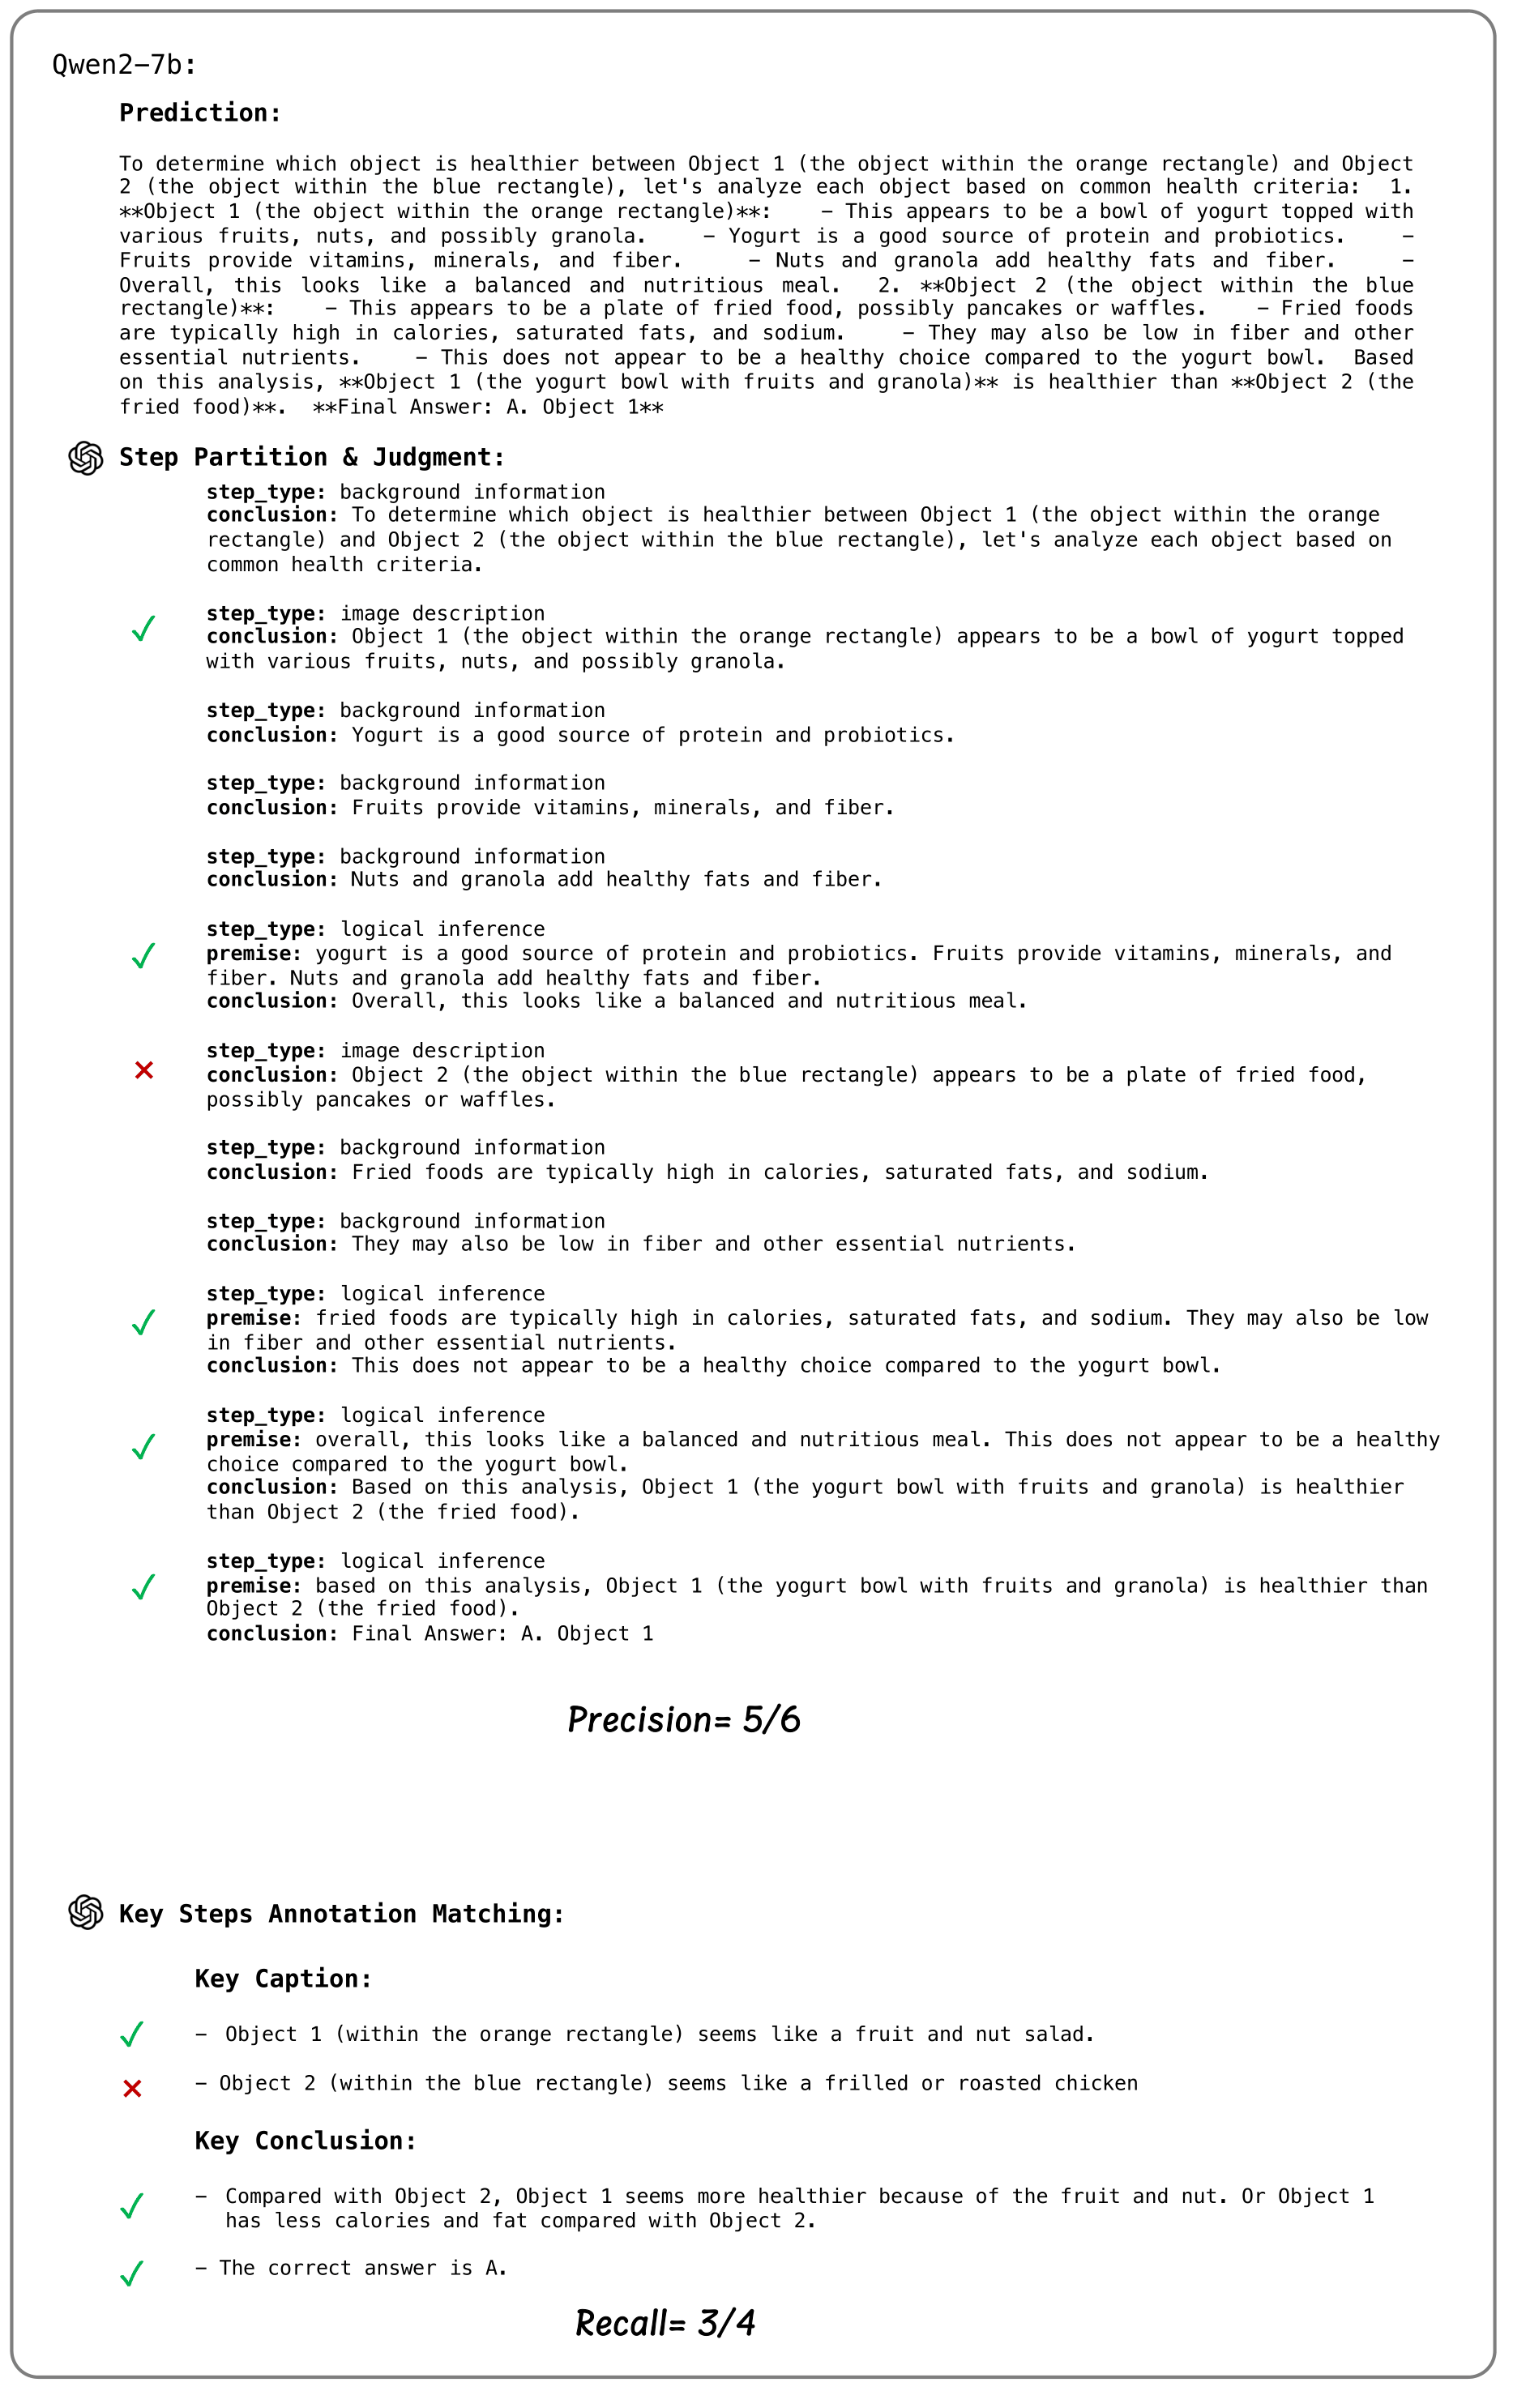 Qwen2-7b:
Prediction:
To determine which object is healthier between Object 1 (the object within the orange rectangle) and Object
2 (the object within the blue rectangle), let's analyze each object based on common health criteria: 1.
**Object 1 (the object within the orange rectangle)**: - This appears to be a bowl of yogurt topped with
various fruits, nuts, and possibly granola. - Yogurt is a good source of protein and probiotics. -
Fruits provide vitamins, minerals, and fiber. - Nuts and granola add healthy fats and fiber. -
Overall, this looks like a balanced and nutritious meal. 2. **Object 2 (the object within the blue
rectangle)**: - This appears to be a plate of fried food, possibly pancakes or waffles. - Fried foods
are typically high in calories, saturated fats, and sodium. - They may also be low in fiber and other
essential nutrients. - This does not appear to be a healthy choice compared to the yogurt bowl. Based
on this analysis, **Object 1 (the yogurt bowl with fruits and granola)** is healthier than **Object 2 (the
fried food)**. **Final Answer: A. Object 1**
Step Partition & Judgment:
step_type: background information
conclusion: To determine which object is healthier between Object 1 (the object within the orange
rectangle) and Object 2 (the object within the blue rectangle), let's analyze each object based on
common health criteria.
step_type: image description
conclusion: Object 1 (the object within the orange rectangle) appears to be a bowl of yogurt topped
with various fruits, nuts, and possibly granola.
step_type: background information
conclusion: Yogurt is a good source of protein and probiotics.
step_type: background information
conclusion: Fruits provide vitamins, minerals, and fiber.
step_type: background information
conclusion: Nuts and granola add healthy fats and fiber.
step_type: logical inference
premise: yogurt is a good source of protein and probiotics. Fruits provide vitamins, minerals, and
fiber. Nuts and granola add healthy fats and fiber.
conclusion: Overall, this looks like a balanced and nutritious meal.
step_type: image description
conclusion: Object 2 (the object within the blue rectangle) appears to be a plate of fried food,
possibly pancakes or waffles.
step_type: background information
conclusion: Fried foods are typically high in calories, saturated fats, and sodium.
step_type: background information
conclusion: They may also be low in fiber and other essential nutrients.
step_type: logical inference
premise: fried foods are typically high in calories, saturated fats, and sodium. They may also be low
in fiber and other essential nutrients.
conclusion: This does not appear to be a healthy choice compared to the yogurt bowl.
step_type: logical inference
premise: overall, this looks like a balanced and nutritious meal. This does not appear to be a healthy
choice compared to the yogurt bowl.
conclusion: Based on this analysis, Object 1 (the yogurt bowl with fruits and granola) is healthier
than Object 2 (the fried food).
step_type: logical inference
premise: based on this analysis, Object 1 (the yogurt bowl with fruits and granola) is healthier than
Object 2 (the fried food).
conclusion: Final Answer: A. Object 1
Precision= 5/6
Key Steps Annotation Matching:
Key Caption:
- Object 1 (within the orange rectangle) seems like a fruit and nut salad.
- Object 2 (within the blue rectangle) seems like a frilled or roasted chicken
Key Conclusion:
- Compared with Object 2, Object 1 seems more healthier because of the fruit and nut. Or Object 1
has less calories and fat compared with Object 2.
- The correct answer is A.
Recall= 3/4